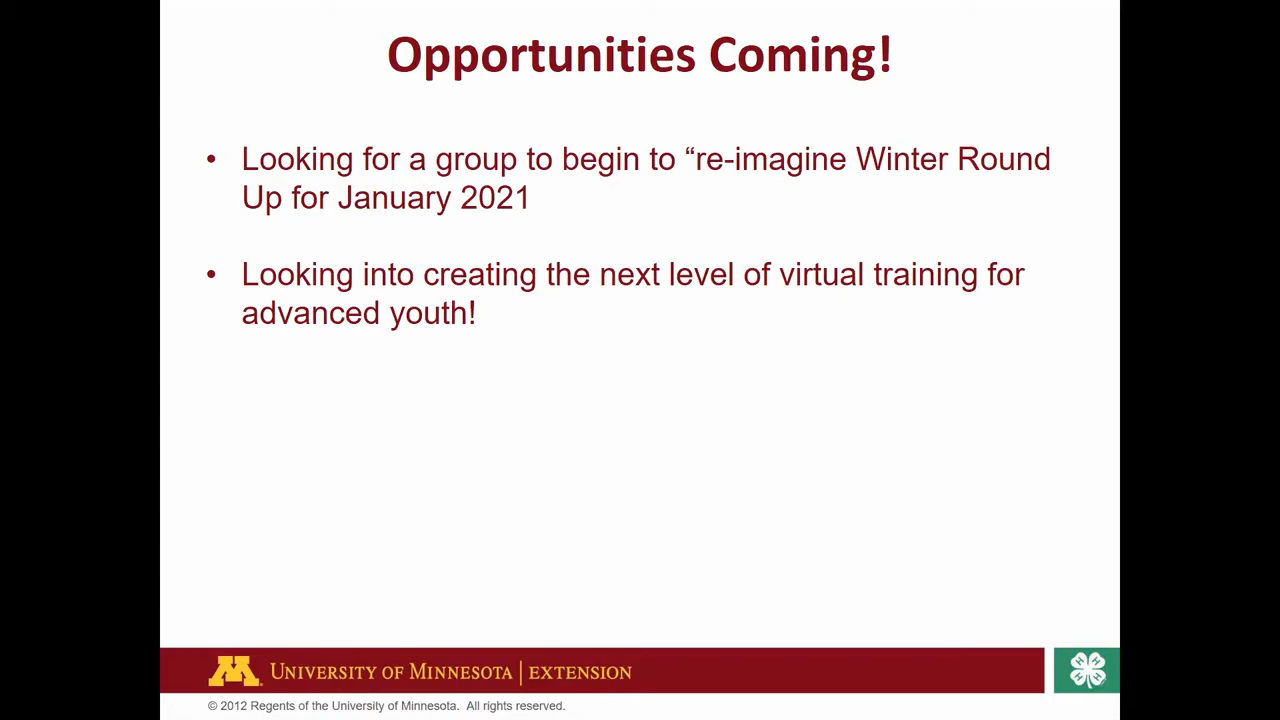 Opportunities Coming!
• Looking for a group to begin to “re-imagine Winter Round
Up for January 2021
• Looking into creating the next level of virtual training for
advanced youth!
UNIVERSITY OF MINNESOTA | EXTENSION
© 2012 Regents of the University of Minnesota. All rights reserved.